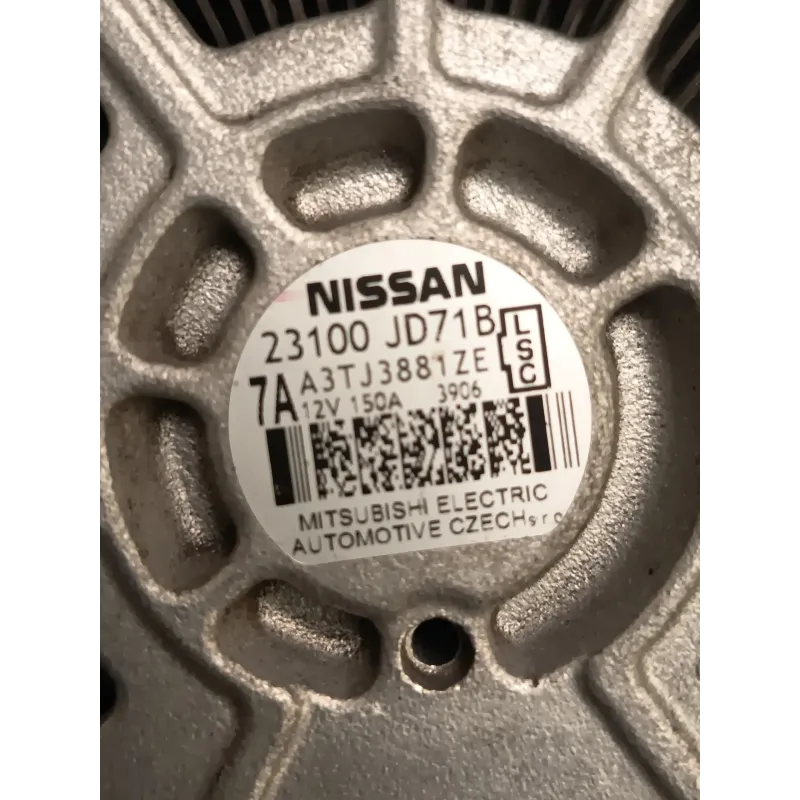 NISSAN
23100 JD71B
LSC
7A A3TJ3881ZE
12V 150A 3906
MITSUBISHI ELECTRIC
AUTOMOTIVE CZECH s.r.o